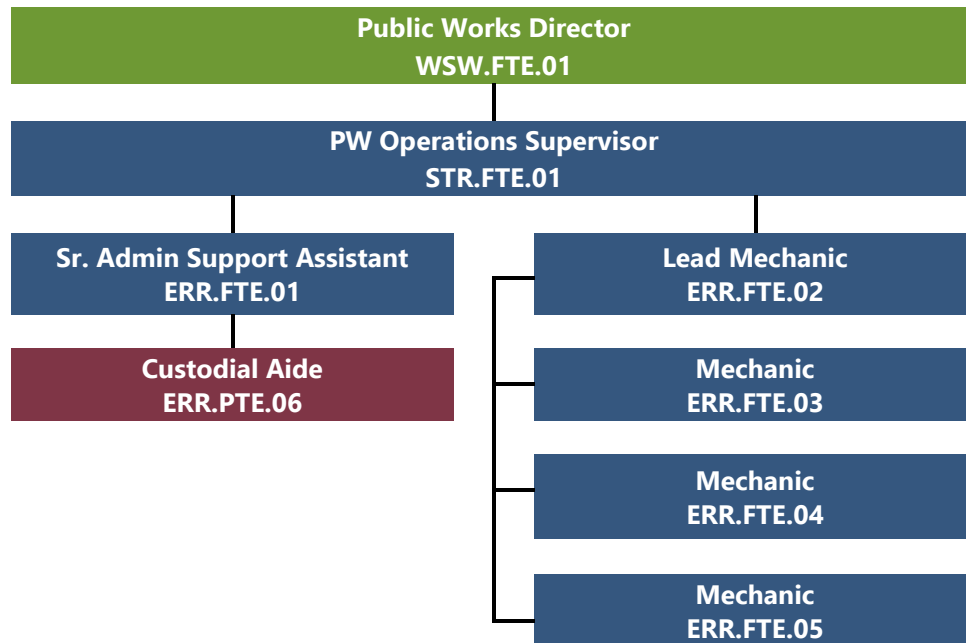 Public Works Director
WSW.FTE.01
PW Operations Supervisor
STR.FTE.01
Sr. Admin Support Assistant
ERR.FTE.01
Custodial Aide
ERR.PTE.06
Lead Mechanic
ERR.FTE.02
Mechanic
ERR.FTE.03
Mechanic
ERR.FTE.04
Mechanic
ERR.FTE.05